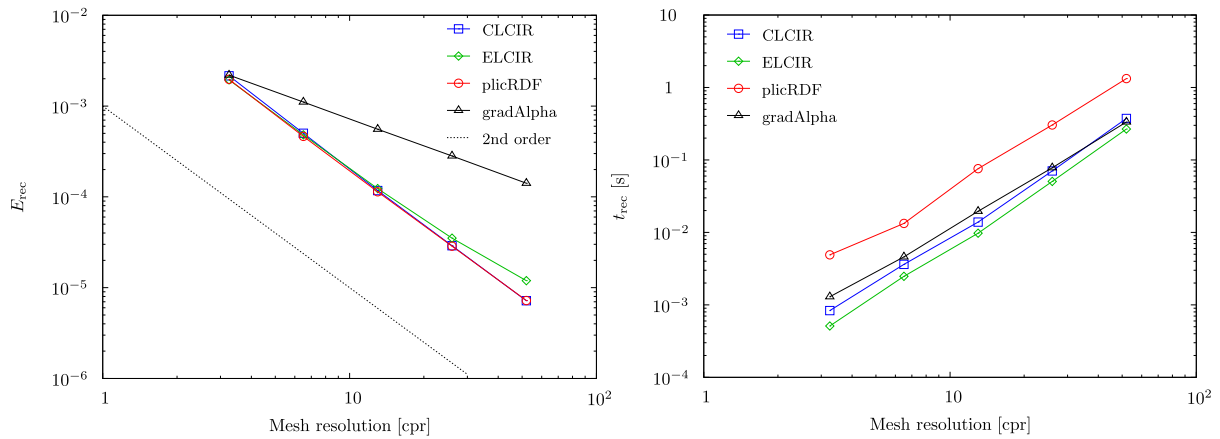 10^−2
10^−3
10^−4
10^−5
10^−6
E_rec
1
10
10^2
Mesh resolution [cpr]
CLCIR
ELCIR
plicRDF
gradAlpha
2nd order
1
10^−1
10^−2
10^−3
10^−4
t_rec [s]
1
10
10^2
Mesh resolution [cpr]
CLCIR
ELCIR
plicRDF
gradAlpha